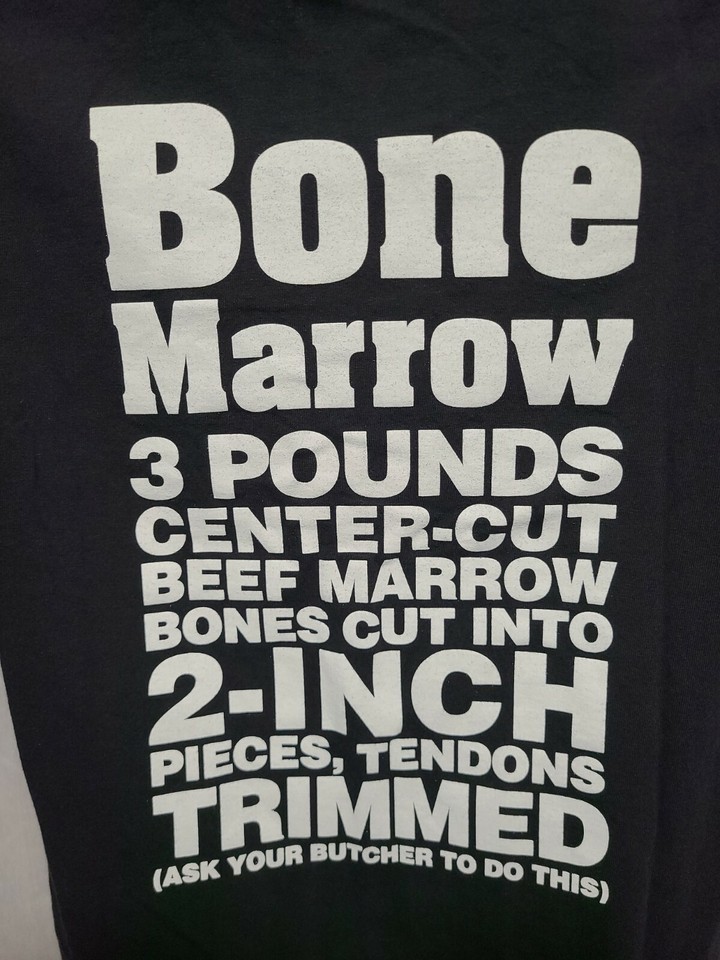 Bone
Marrow
3 POUNDS
CENTER-CUT
BEEF MARROW
BONES CUT INTO
2-INCH
PIECES, TENDONS
TRIMMED
(ASK YOUR BUTCHER TO DO THIS)